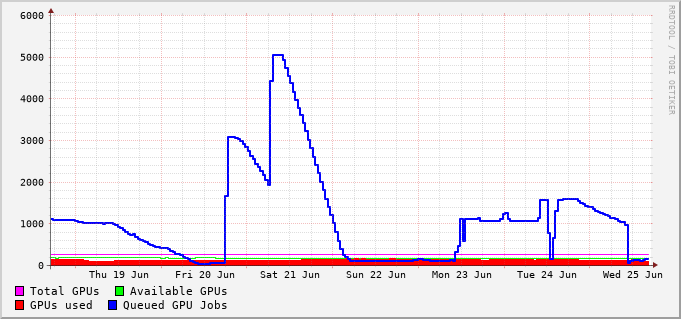 6000
5000
4000
3000
2000
1000
0
Thu 19 Jun Fri 20 Jun Sat 21 Jun Sun 22 Jun Mon 23 Jun Tue 24 Jun Wed 25 Jun
Total GPUs Available GPUs
GPUs used Queued GPU Jobs
RRDTOOL / TOBI OETIKER